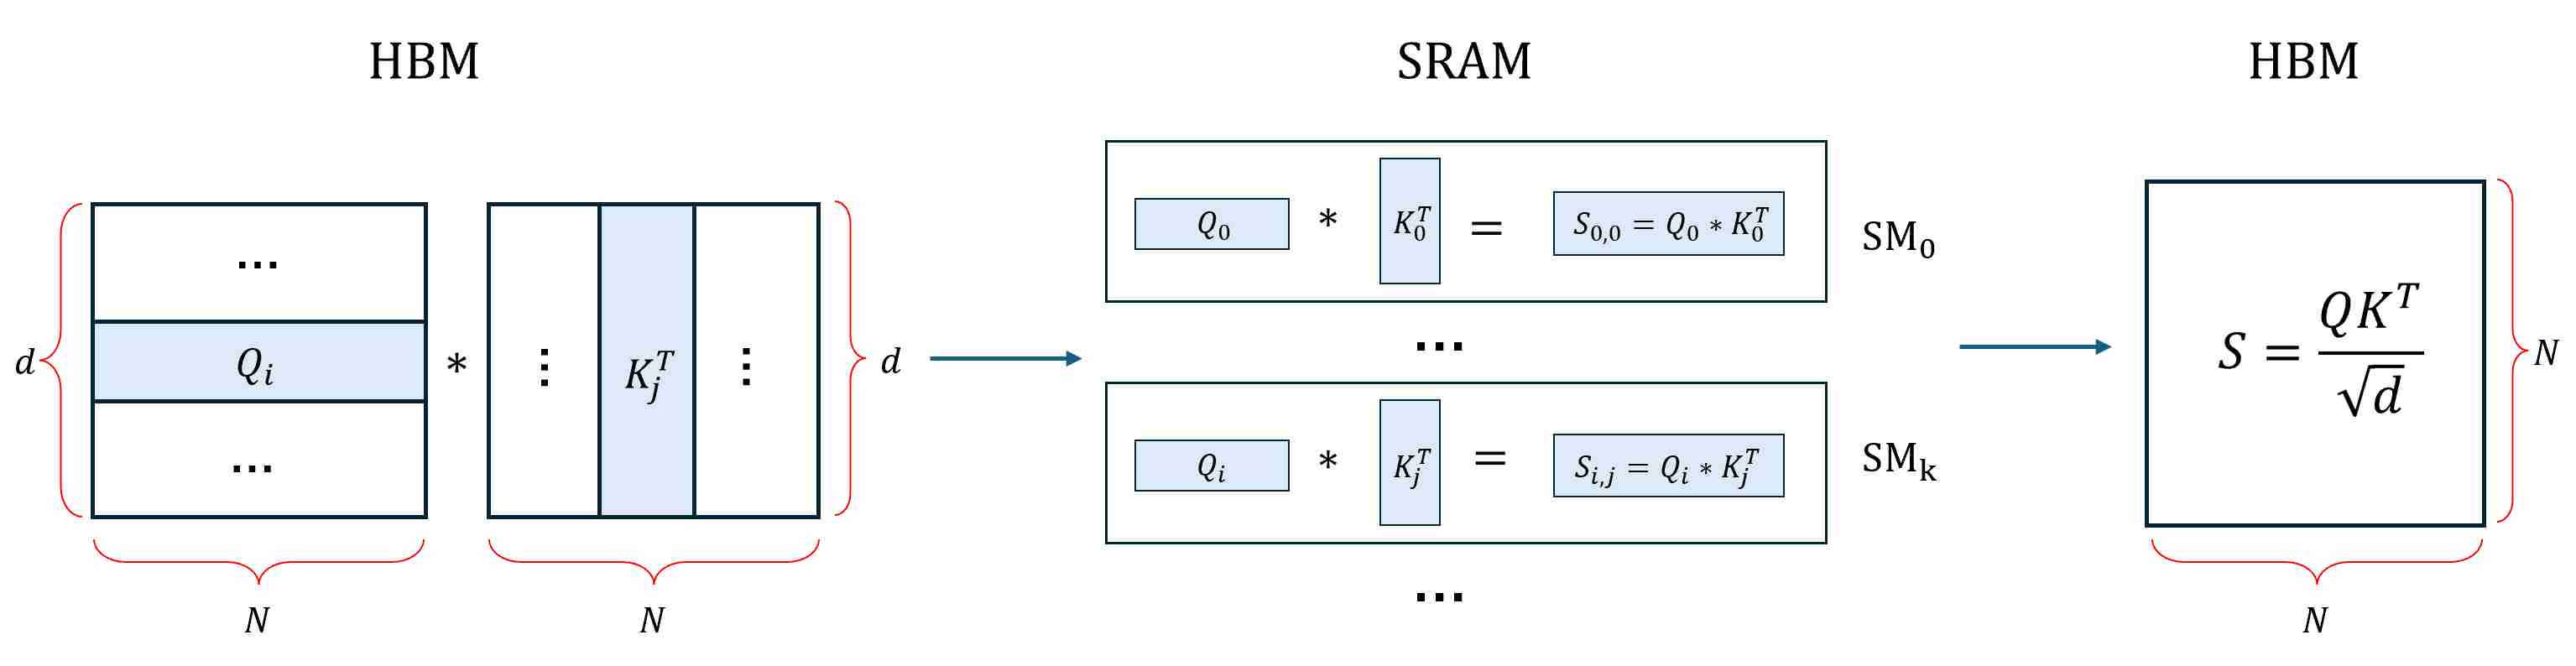 HBM
SRAM
HBM
...
Q_i
...
d
N
*
⋮
K_j^T
⋮
d
N
Q_0 * K_0^T = S_{0,0} = Q_0 * K_0^T
SM_0
...
Q_i * K_j^T = S_{i,j} = Q_i * K_j^T
SM_k
...
S = \frac{QK^T}{\sqrt{d}}
N
N